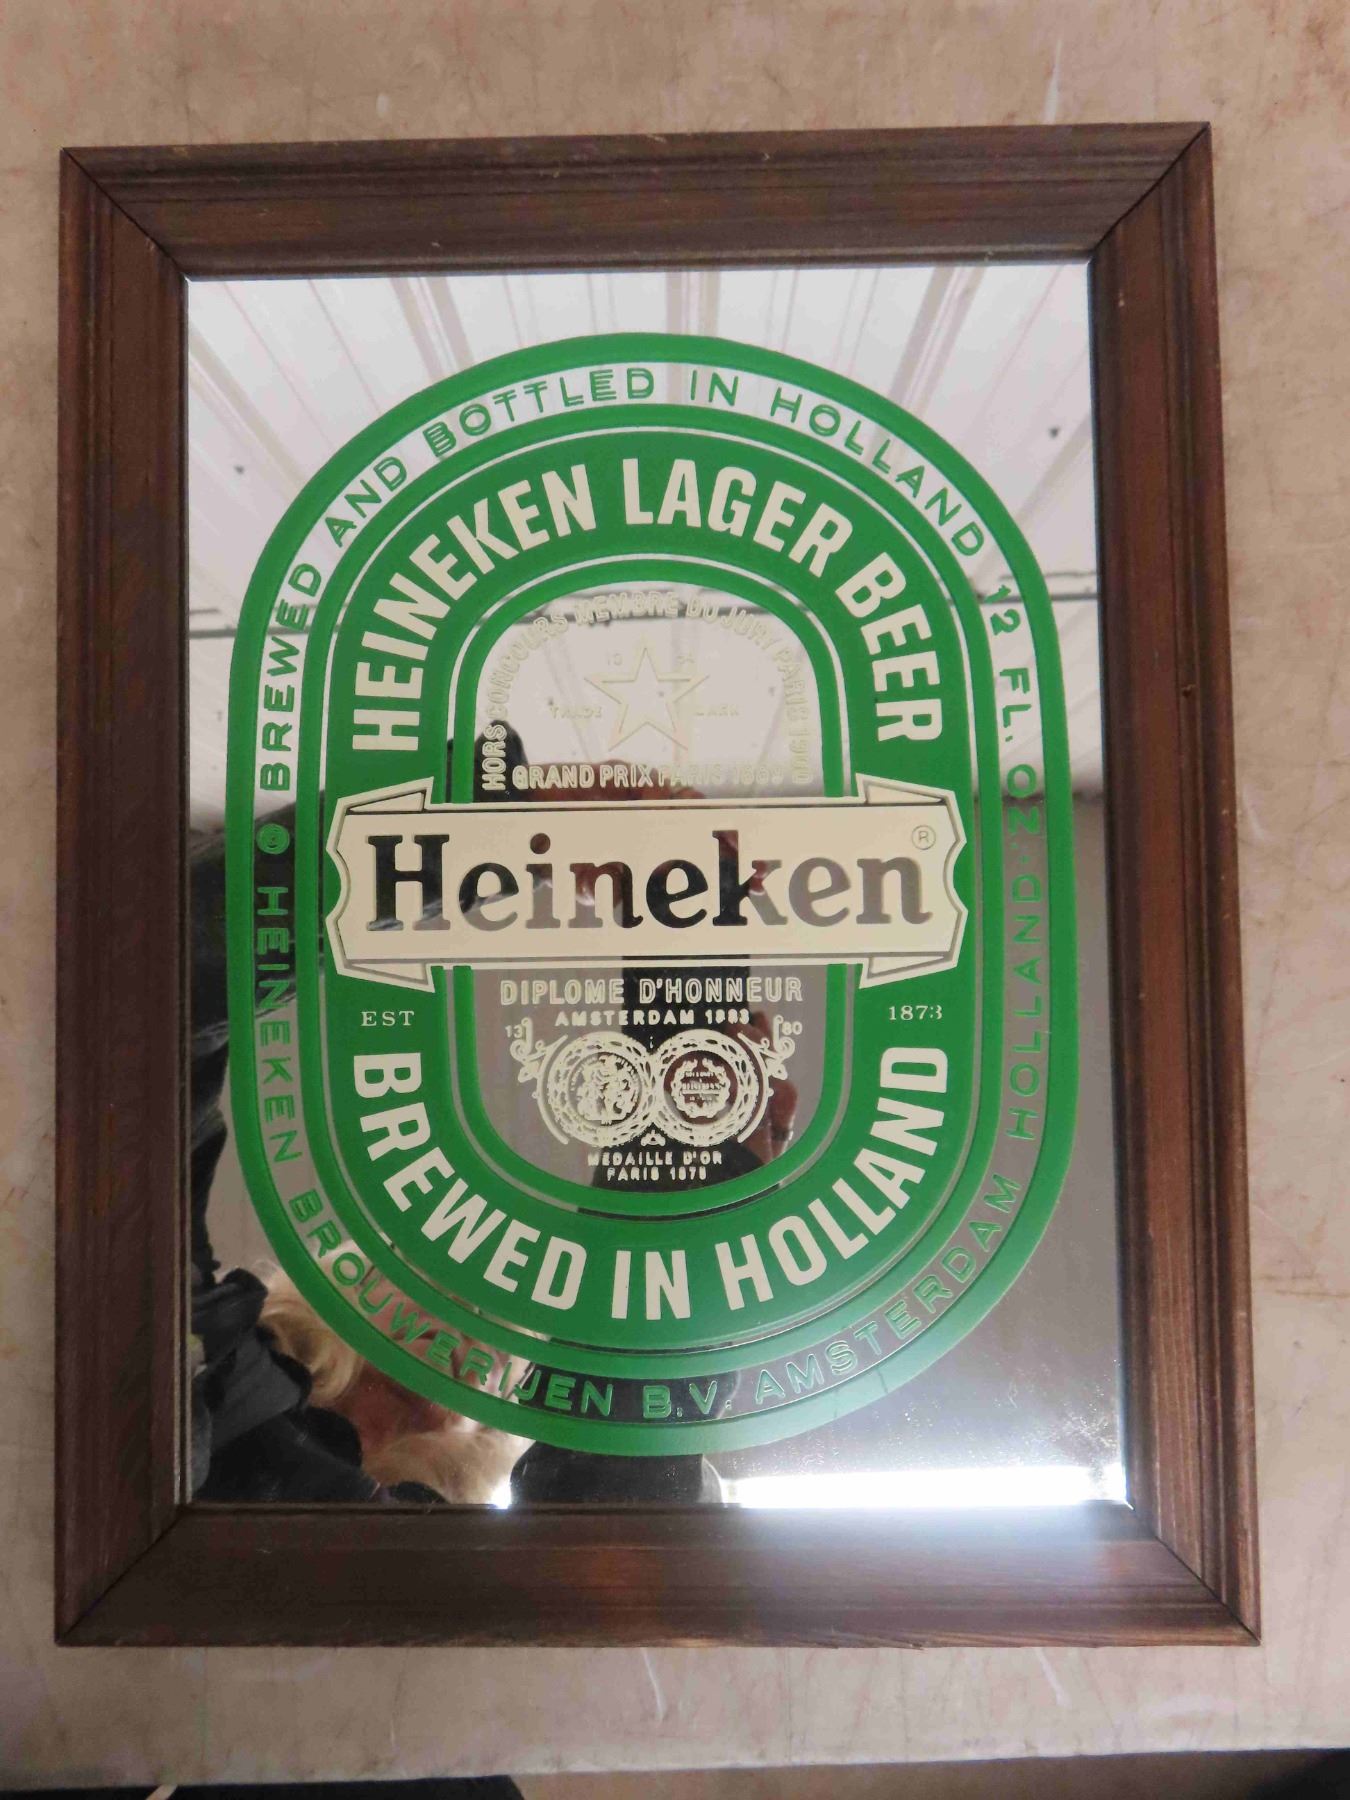 BREWED AND BOTTLED IN HOLLAND 12 FL. OZ.
HEINEKEN BROUWERIJEN B.V. AMSTERDAM HOLLAND
HEINEKEN LAGER BEER
HORS CONCOURS MEMBRE DU JURY PARIS 1900
TRADE MARK
GRAND PRIX PARIS 1889
Heineken ®
DIPLOME D'HONNEUR
AMSTERDAM 1883
EST 1873
MEDAILLE D'OR
PARIS 1875
BREWED IN HOLLAND